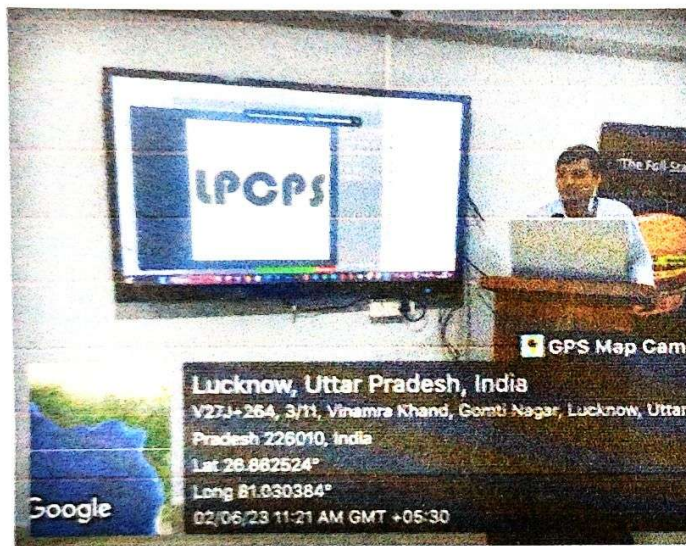 LPCPS
The Full-Sta
GPS Map Cam
Lucknow, Uttar Pradesh, India
V27J+264, 3/11, Vinamra Khand, Gomti Nagar, Lucknow, Uttar
Pradesh 226010, India
Lat 26.862524°
Long 81.030384°
02/06/23 11:21 AM GMT +05:30
Google